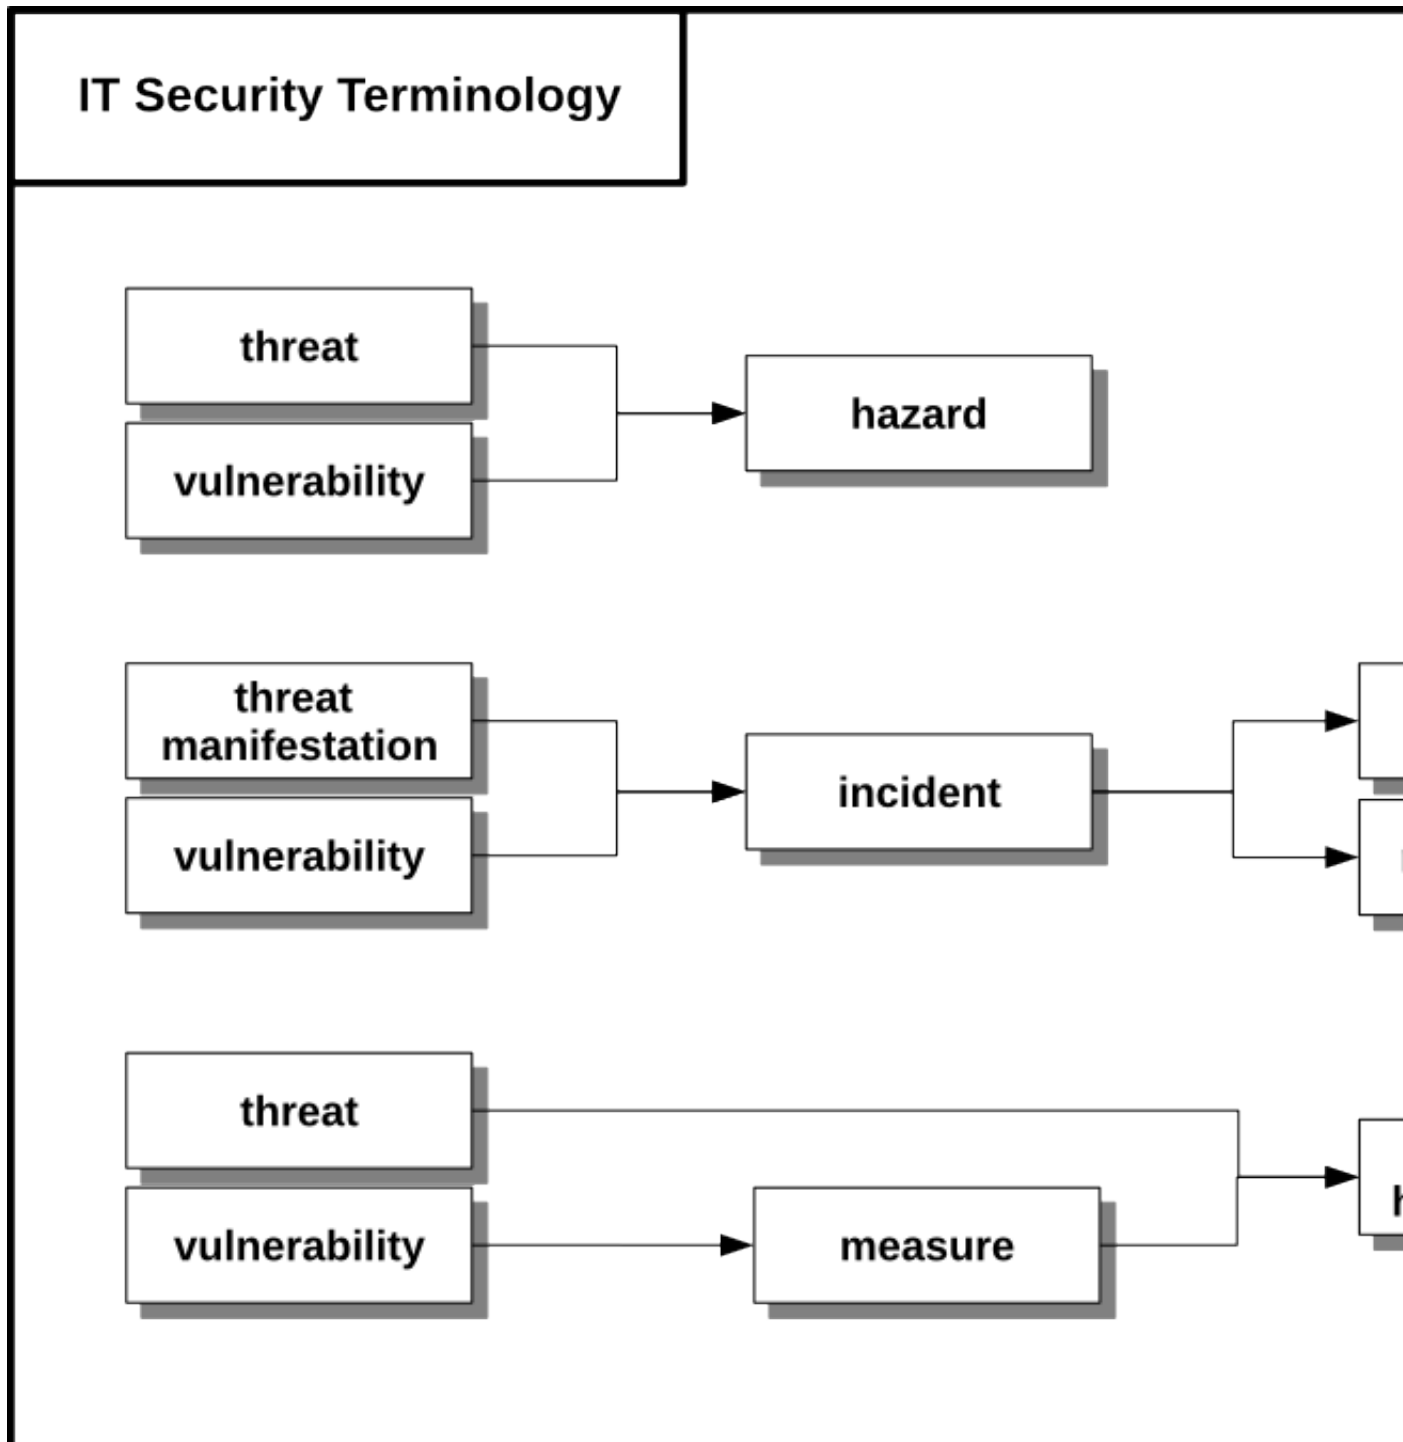 IT Security Terminology
threat
hazard
vulnerability
threat
manifestation
incident
vulnerability
threat
vulnerability
measure